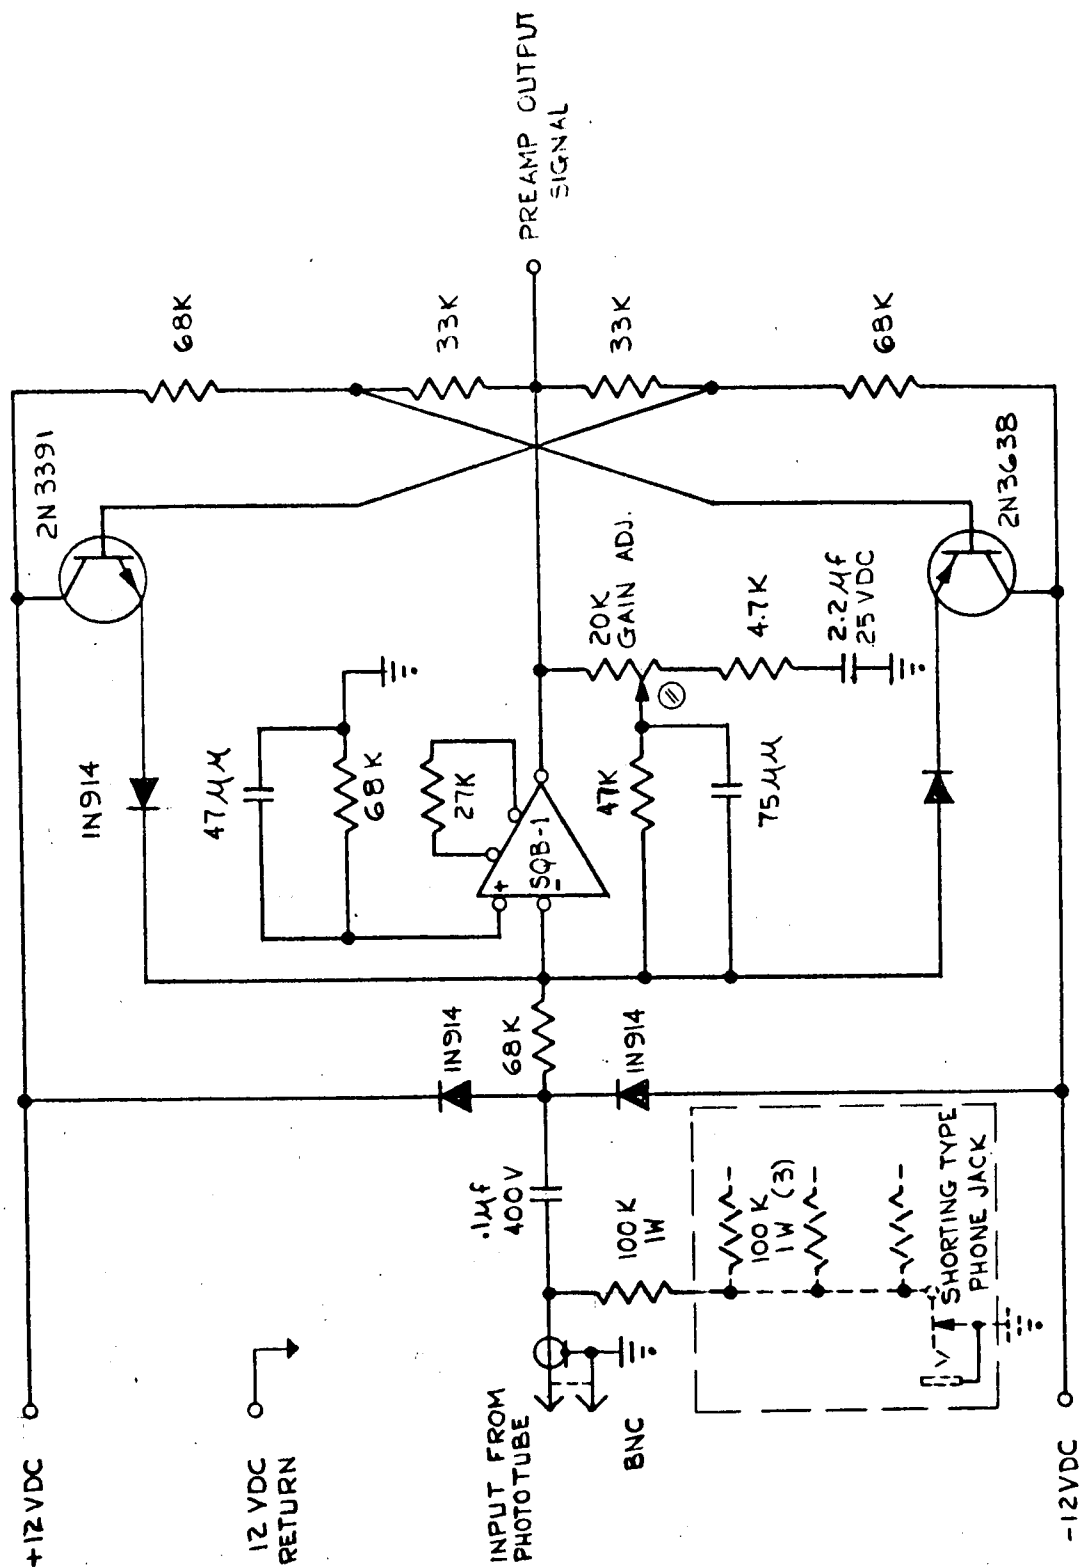 +12VDC
12 VDC
RETURN
INPUT FROM
PHOTOTUBE
BNC
-12VDC
.1μf
400V
100K
1W
100K
1W (3)
SHORTING TYPE
PHONE JACK
1N914
68K
1N914
1N914
47μμ
68K
27K
+
SQB-1
-
47K
75μμ
2N3391
20K
GAIN ADJ.
4.7K
2.2μf
25VDC
2N3638
68K
33K
33K
68K
PREAMP OUTPUT
SIGNAL